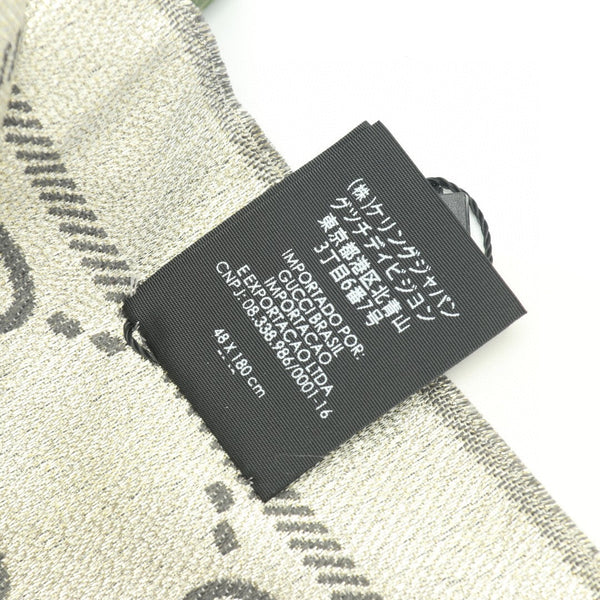 (株)ケリングジャパン
グッチディビジョン
東京都港区北青山
3丁目6番7号
IMPORTADO POR:
GUCCI BRASIL
IMPORTACAO
E EXPORTACAO LTDA
CNPJ: 08.338.986/0001-16
48 X 180 cm